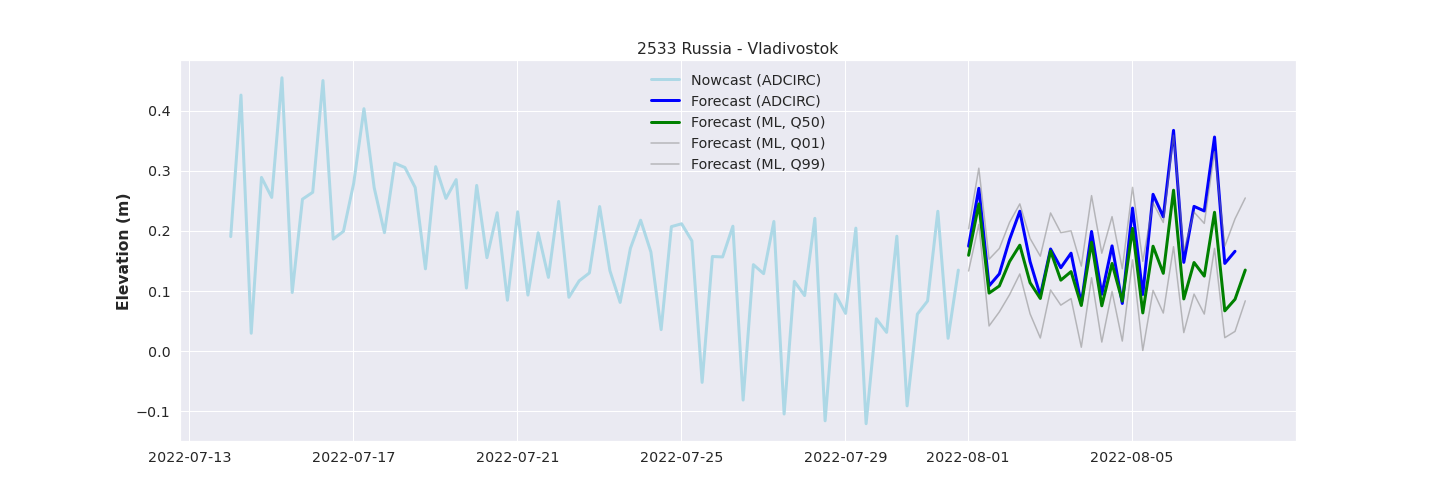 2533 Russia - Vladivostok
Nowcast (ADCIRC)
Forecast (ADCIRC)
Forecast (ML, Q50)
Forecast (ML, Q01)
Forecast (ML, Q99)
Elevation (m)
0.4
0.3
0.2
0.1
0.0
−0.1
2022-07-13 2022-07-17 2022-07-21 2022-07-25 2022-07-29 2022-08-01 2022-08-05